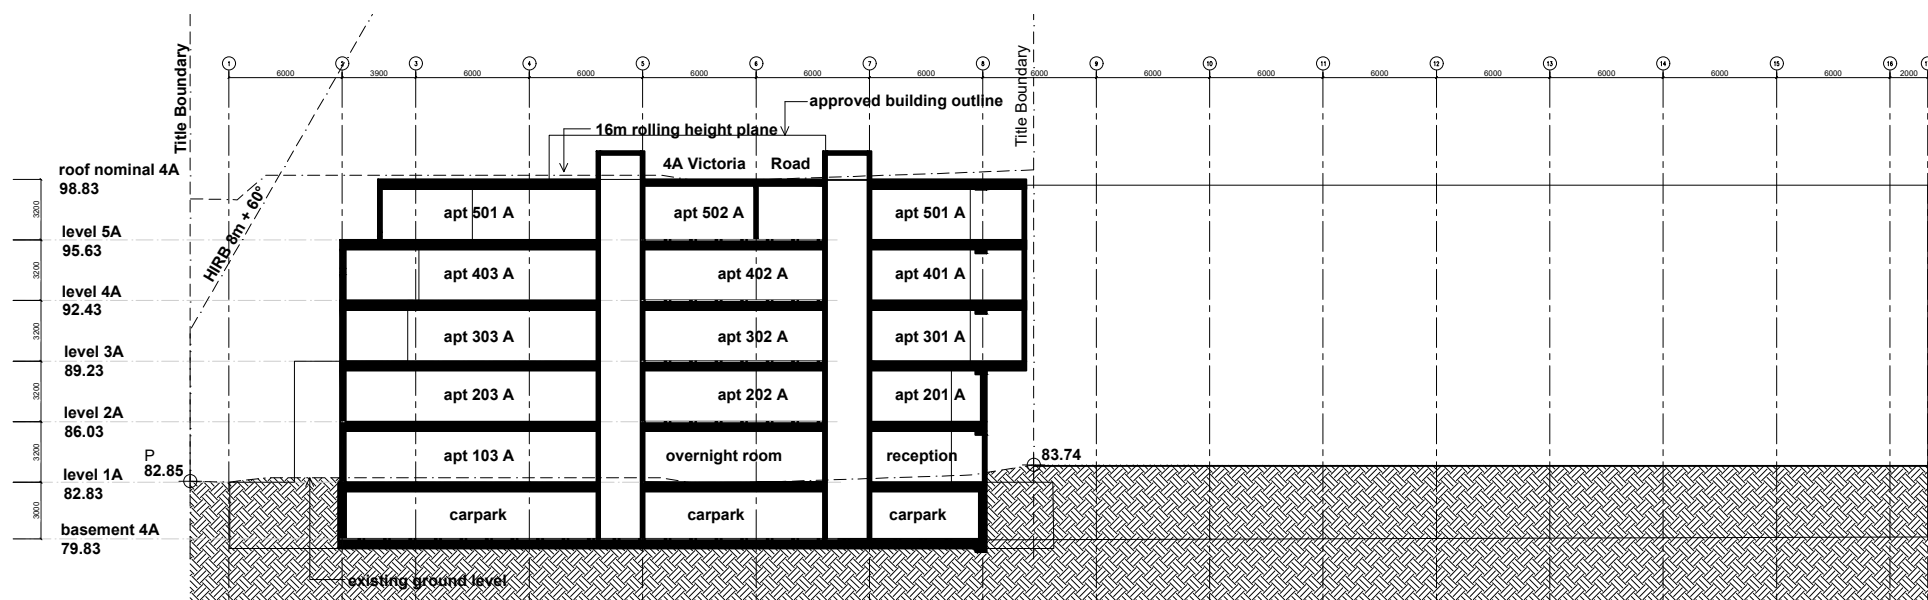 Title Boundary
Title Boundary
1 2 3 4 5 6 7 8 9 10 11 12 13 14 15 16
6000 3900 6000 6000 6000 6000 6000 6000 6000 6000 6000 6000 6000 6000 6000 2000
approved building outline
16m rolling height plane
4A Victoria Road
HIRB 8m + 60°
roof nominal 4A
98.83
3200
apt 501 A apt 502 A apt 501 A
level 5A
95.63
3200
apt 403 A apt 402 A apt 401 A
level 4A
92.43
3200
apt 303 A apt 302 A apt 301 A
level 3A
89.23
3200
apt 203 A apt 202 A apt 201 A
level 2A
86.03
3200
apt 103 A overnight room reception
P
82.85
83.74
level 1A
82.83
3000
carpark carpark carpark
basement 4A
79.83
existing ground level